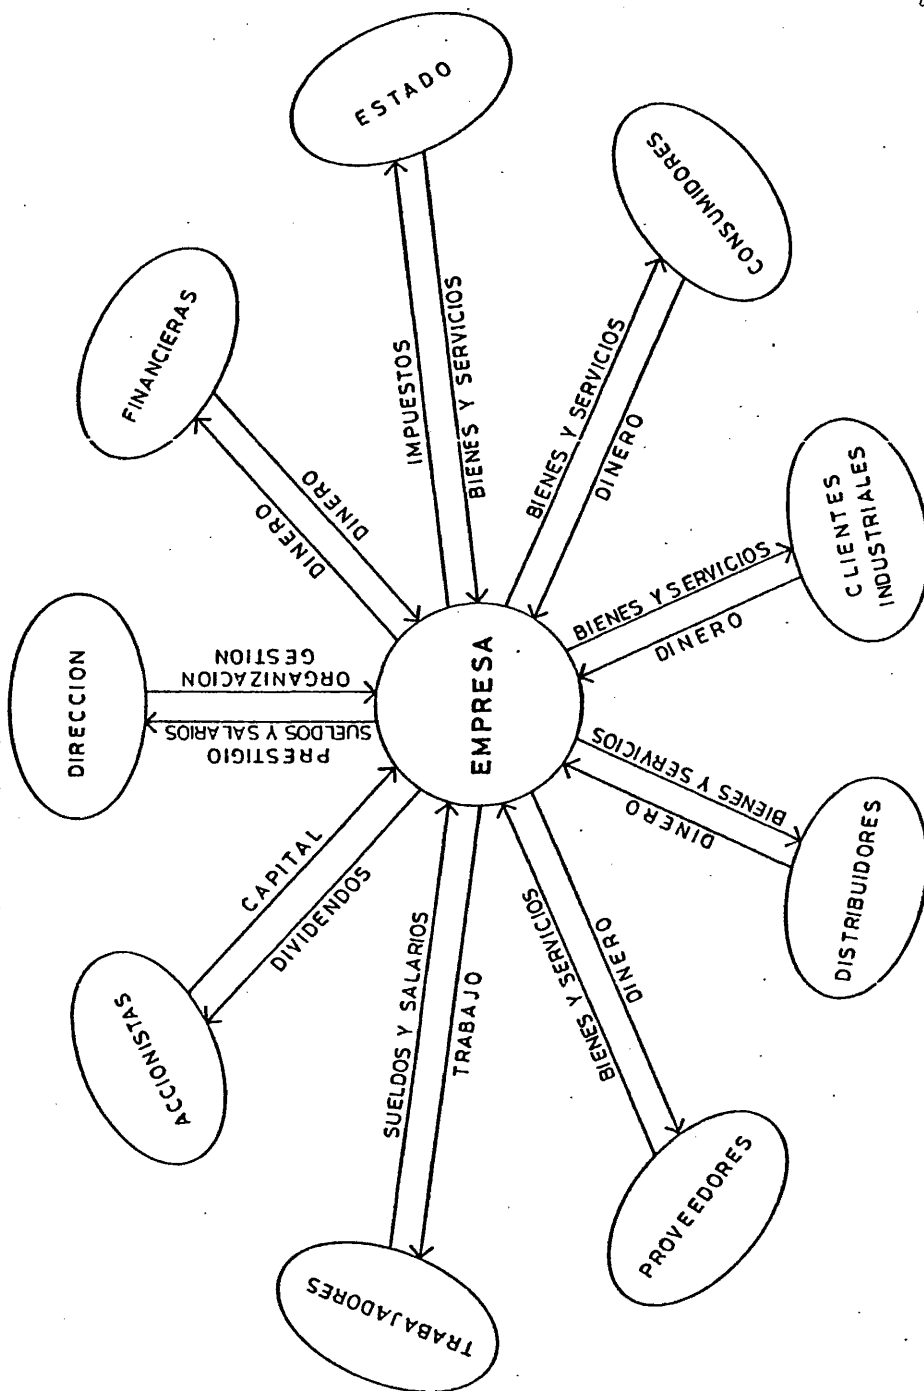 EMPRESA
ESTADO
IMPUESTOS
BIENES Y SERVICIOS
CONSUMIDORES
BIENES Y SERVICIOS
DINERO
CLIENTES
INDUSTRIALES
BIENES Y SERVICIOS
DINERO
DISTRIBUIDORES
BIENES Y SERVICIOS
DINERO
PROVEEDORES
DINERO
BIENES Y SERVICIOS
TRABAJADORES
SUELDOS Y SALARIOS
TRABAJO
ACCIONISTAS
CAPITAL
DIVIDENDOS
DIRECCION
PRESTIGIO
SUELDOS Y SALARIOS
ORGANIZACION
GESTION
FINANCIERAS
DINERO
DINERO